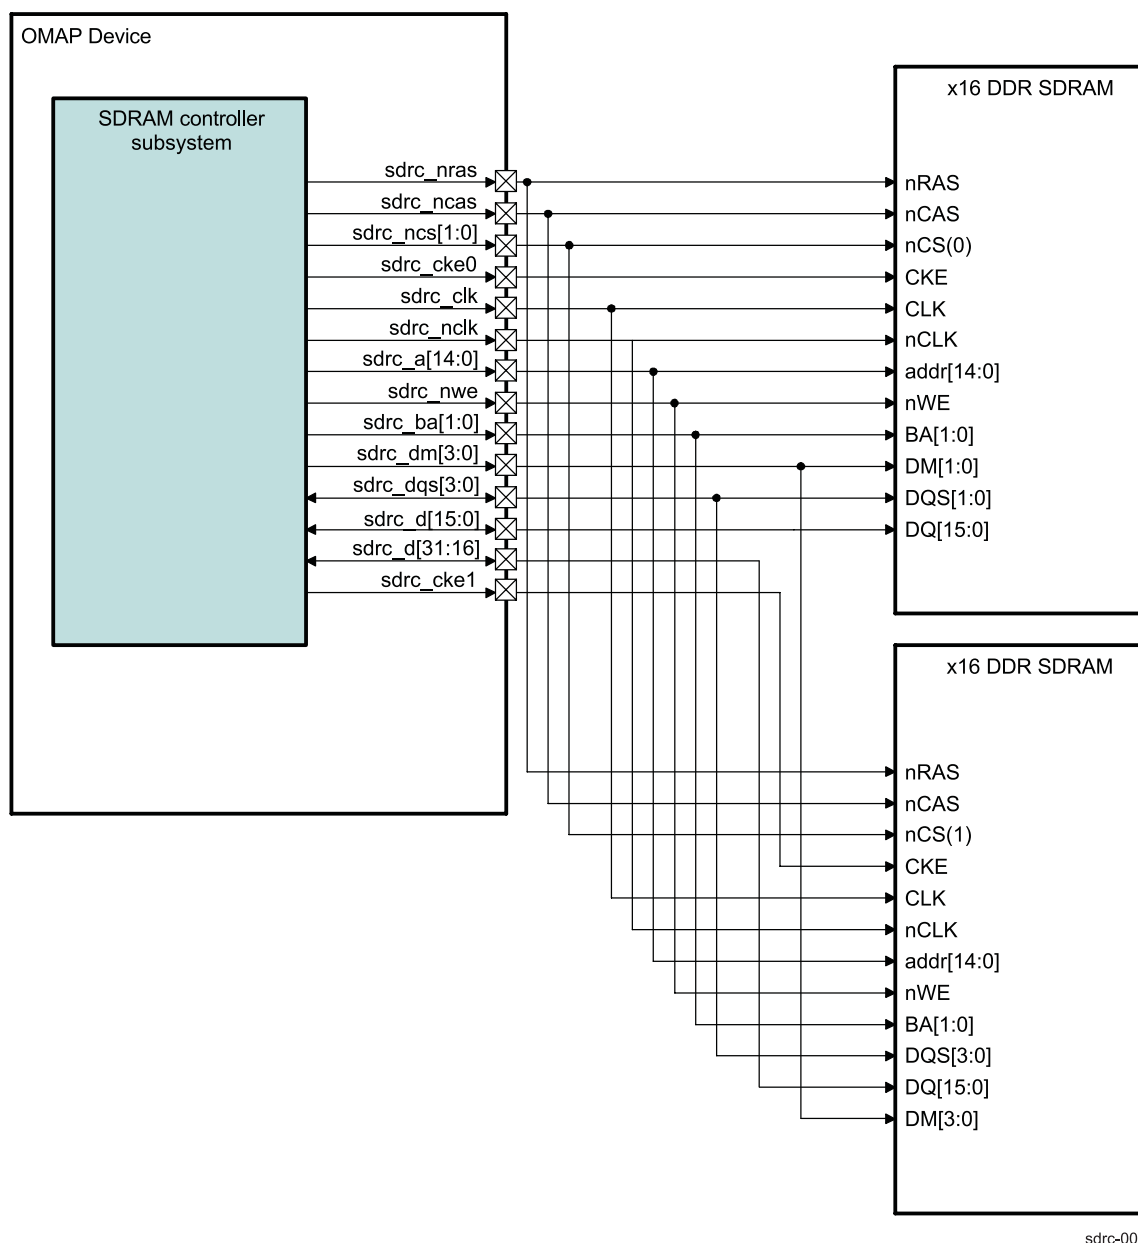 OMAP Device
SDRAM controller
subsystem
sdrc_nras
sdrc_ncas
sdrc_ncs[1:0]
sdrc_cke0
sdrc_clk
sdrc_nclk
sdrc_a[14:0]
sdrc_nwe
sdrc_ba[1:0]
sdrc_dm[3:0]
sdrc_dqs[3:0]
sdrc_d[15:0]
sdrc_d[31:16]
sdrc_cke1
x16 DDR SDRAM
nRAS
nCAS
nCS(0)
CKE
CLK
nCLK
addr[14:0]
nWE
BA[1:0]
DM[1:0]
DQS[1:0]
DQ[15:0]
x16 DDR SDRAM
nRAS
nCAS
nCS(1)
CKE
CLK
nCLK
addr[14:0]
nWE
BA[1:0]
DQS[3:0]
DQ[15:0]
DM[3:0]
sdrc-00